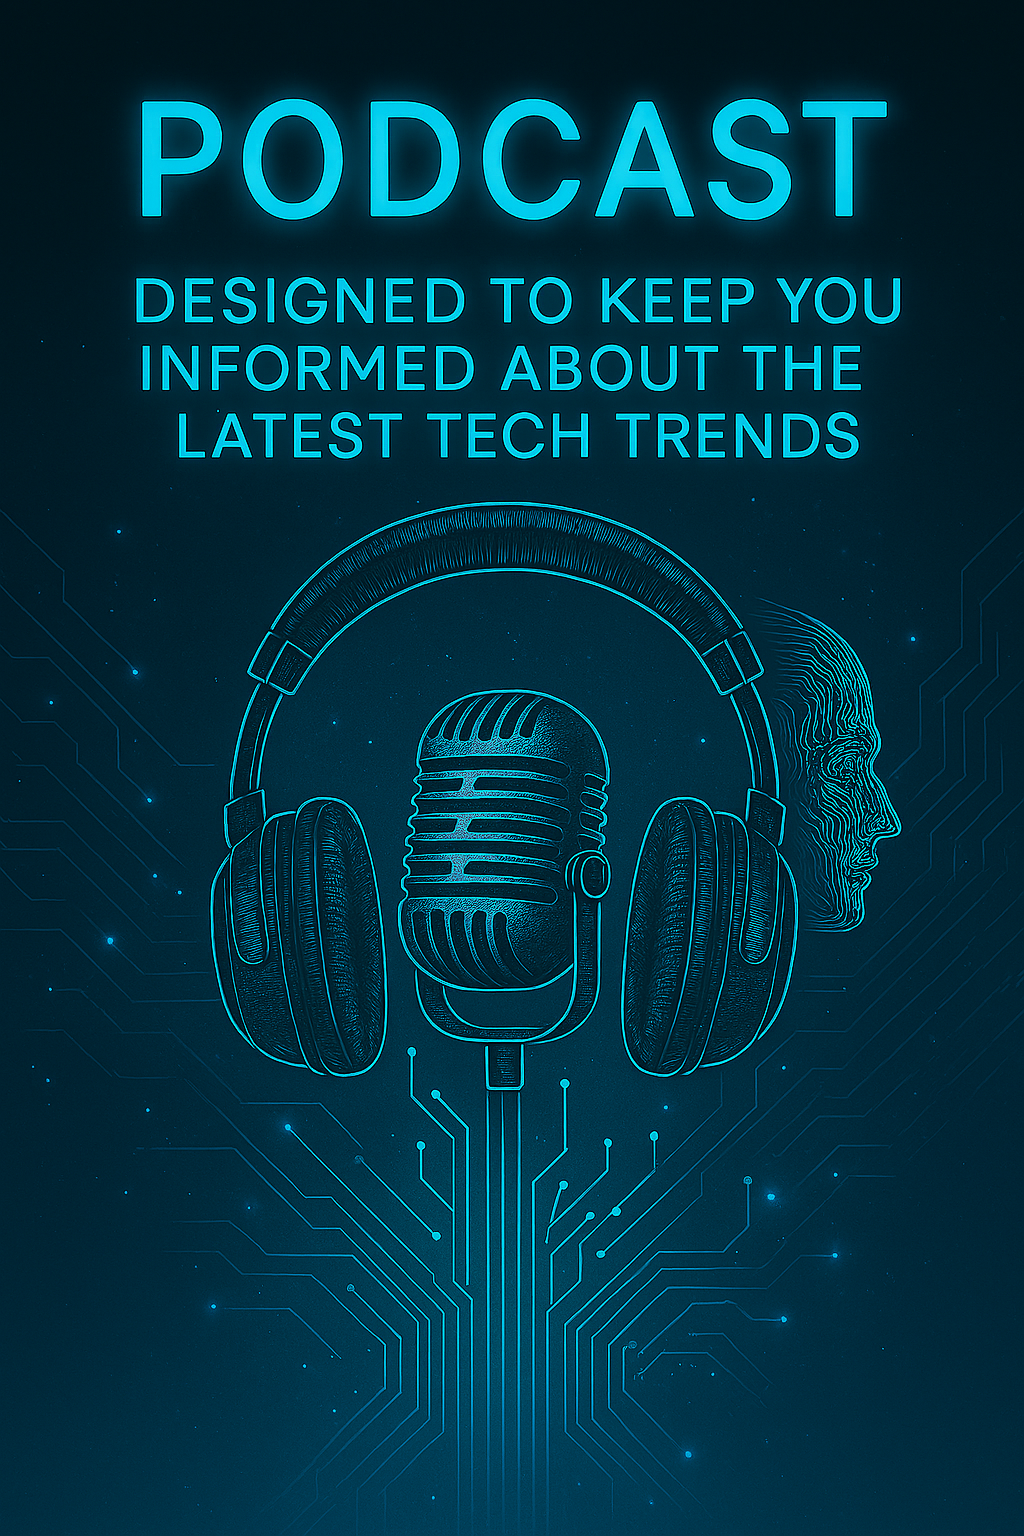 PODCAST
DESIGNED TO KEEP YOU
INFORMED ABOUT THE
LATEST TECH TRENDS